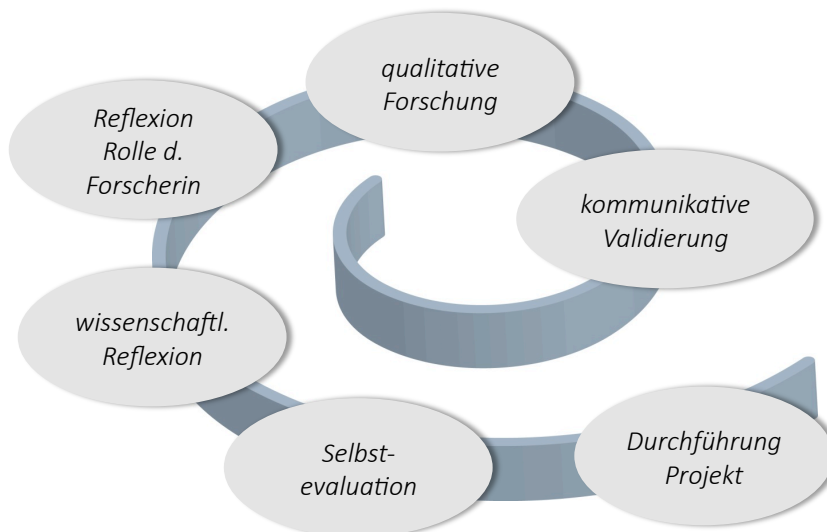 qualitative
Forschung
Reflexion
Rolle d.
Forscherin
kommunikative
Validierung
wissenschaftl.
Reflexion
Selbst-
evaluation
Durchführung
Projekt